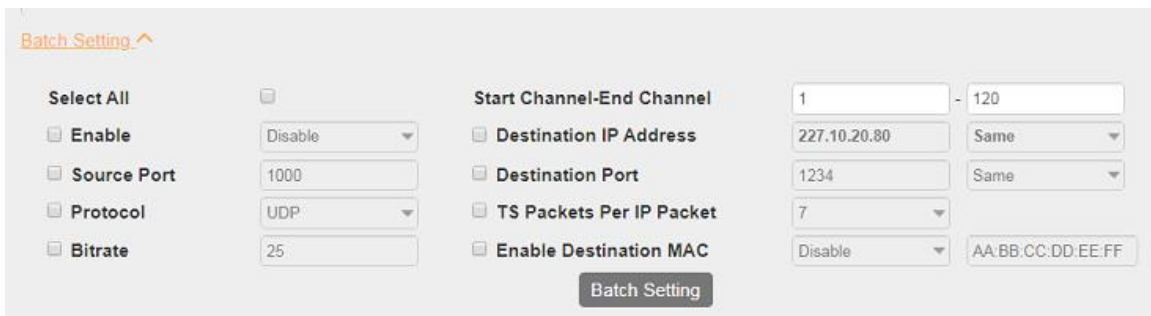 Batch Setting
Select All Start Channel-End Channel 1 - 120
Enable Disable Destination IP Address 227.10.20.80 Same
Source Port 1000 Destination Port 1234 Same
Protocol UDP TS Packets Per IP Packet 7
Bitrate 25 Enable Destination MAC Disable AA:BB:CC:DD:EE:FF
Batch Setting